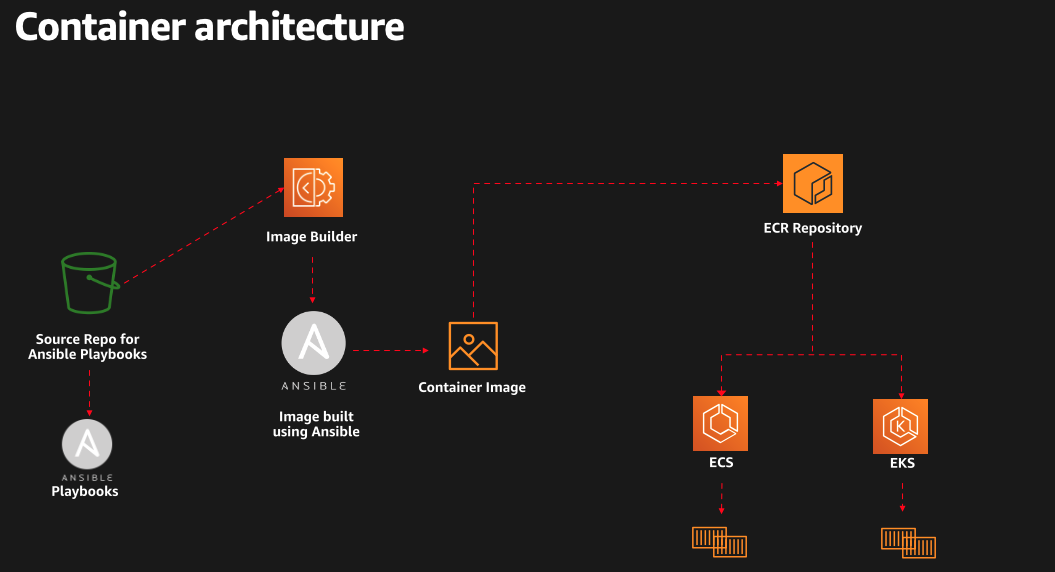 Container architecture
Image Builder
ECR Repository
Source Repo for
Ansible Playbooks
ANSIBLE
Image built
using Ansible
Container Image
ANSIBLE
Playbooks
ECS
K
EKS